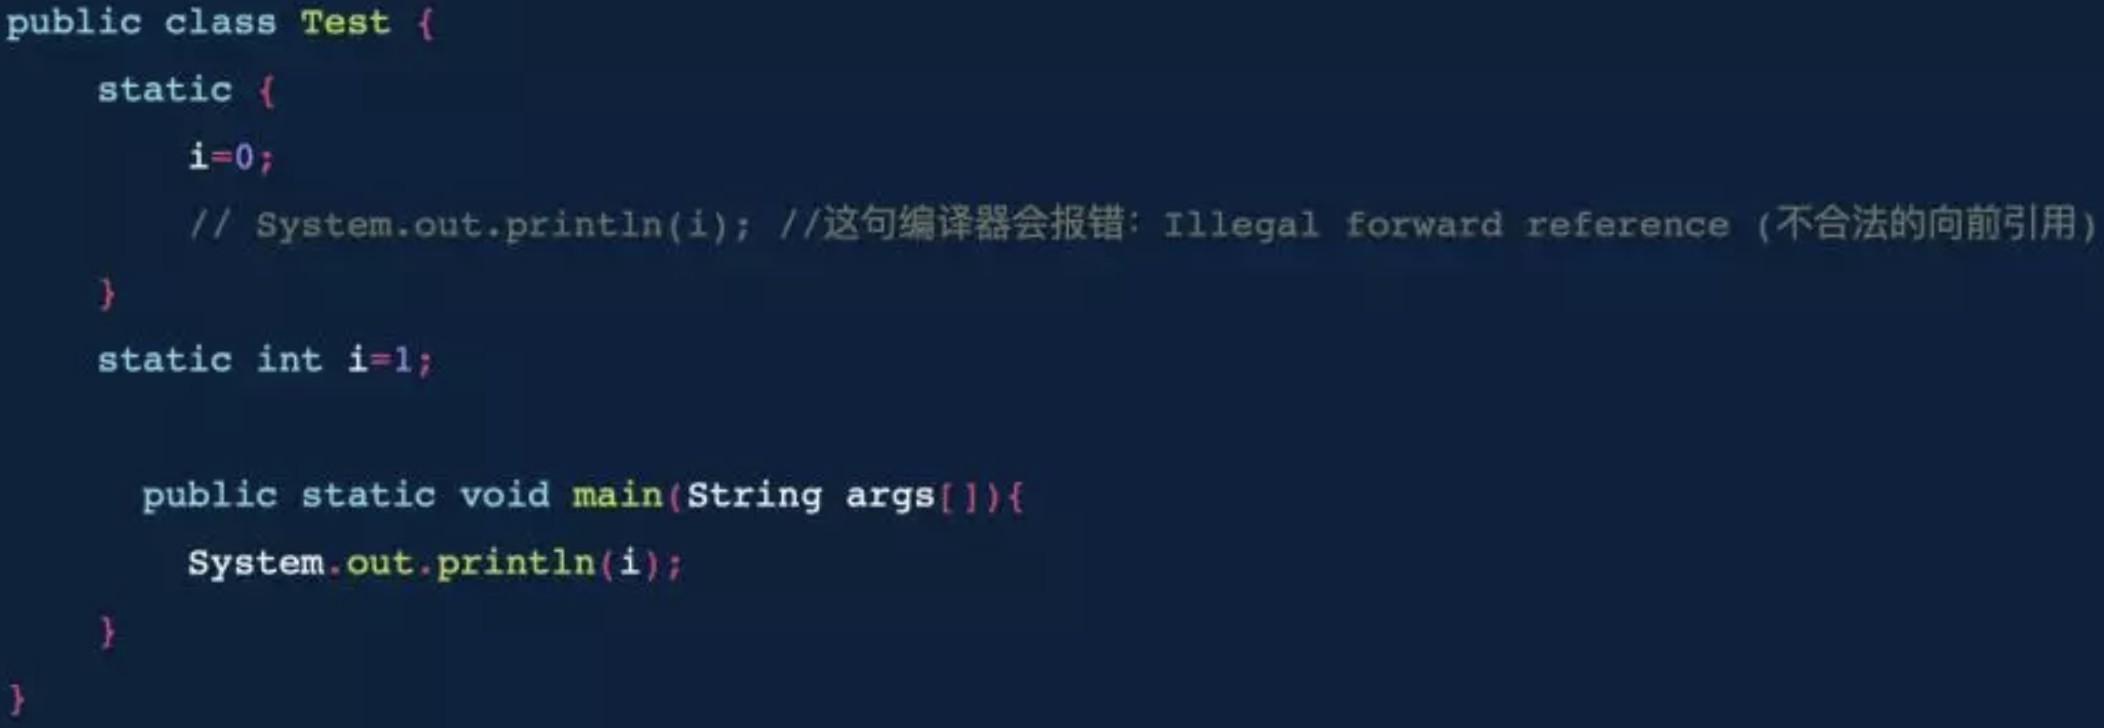 public class Test {
    static {
        i=0;
        // System.out.println(i); //这句编译器会报错：Illegal forward reference (不合法的向前引用)
    }
    static int i=1;

      public static void main(String args[]){
        System.out.println(i);
    }
}